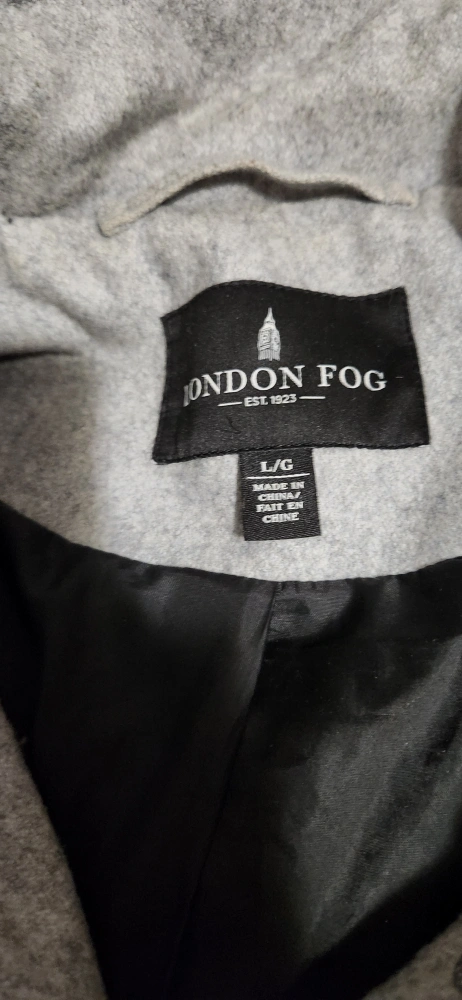 LONDON FOG
EST. 1923
L/G
MADE IN
CHINA/
FAIT EN
CHINE